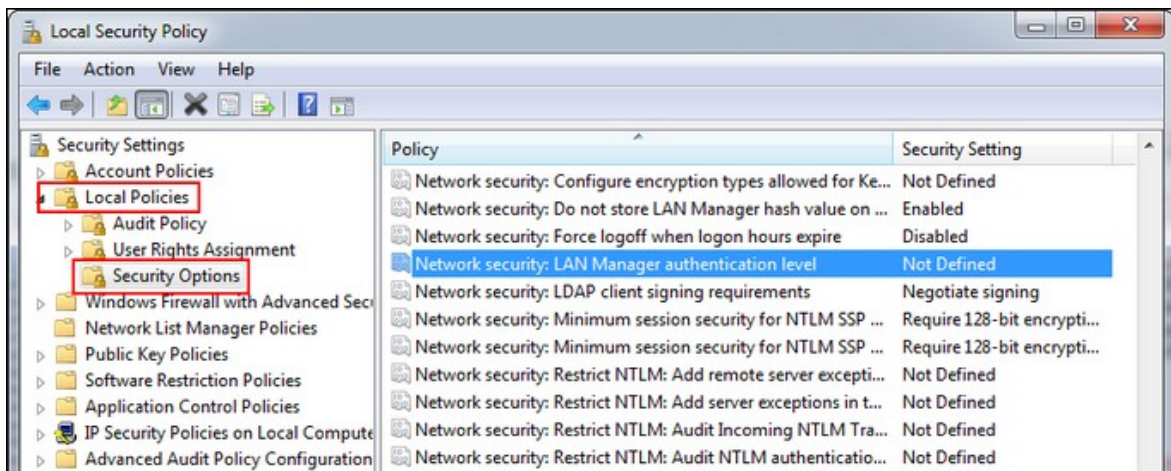 Local Security Policy
File Action View Help
Security Settings
Account Policies
Local Policies
Audit Policy
User Rights Assignment
Security Options
Windows Firewall with Advanced Secu
Network List Manager Policies
Public Key Policies
Software Restriction Policies
Application Control Policies
IP Security Policies on Local Compute
Advanced Audit Policy Configuration
Policy Security Setting
Network security: Configure encryption types allowed for Ke... Not Defined
Network security: Do not store LAN Manager hash value on ... Enabled
Network security: Force logoff when logon hours expire Disabled
Network security: LAN Manager authentication level Not Defined
Network security: LDAP client signing requirements Negotiate signing
Network security: Minimum session security for NTLM SSP ... Require 128-bit encrypti...
Network security: Minimum session security for NTLM SSP ... Require 128-bit encrypti...
Network security: Restrict NTLM: Add remote server excepti... Not Defined
Network security: Restrict NTLM: Add server exceptions in t... Not Defined
Network security: Restrict NTLM: Audit Incoming NTLM Tra... Not Defined
Network security: Restrict NTLM: Audit NTLM authenticatio... Not Defined